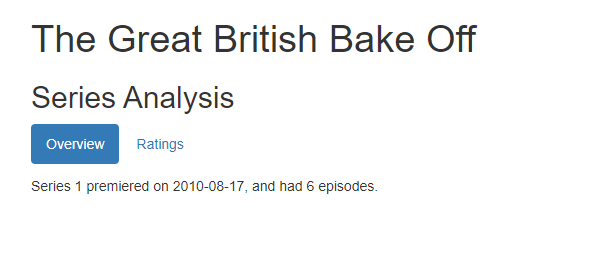 The Great British Bake Off
Series Analysis
Overview Ratings
Series 1 premiered on 2010-08-17, and had 6 episodes.